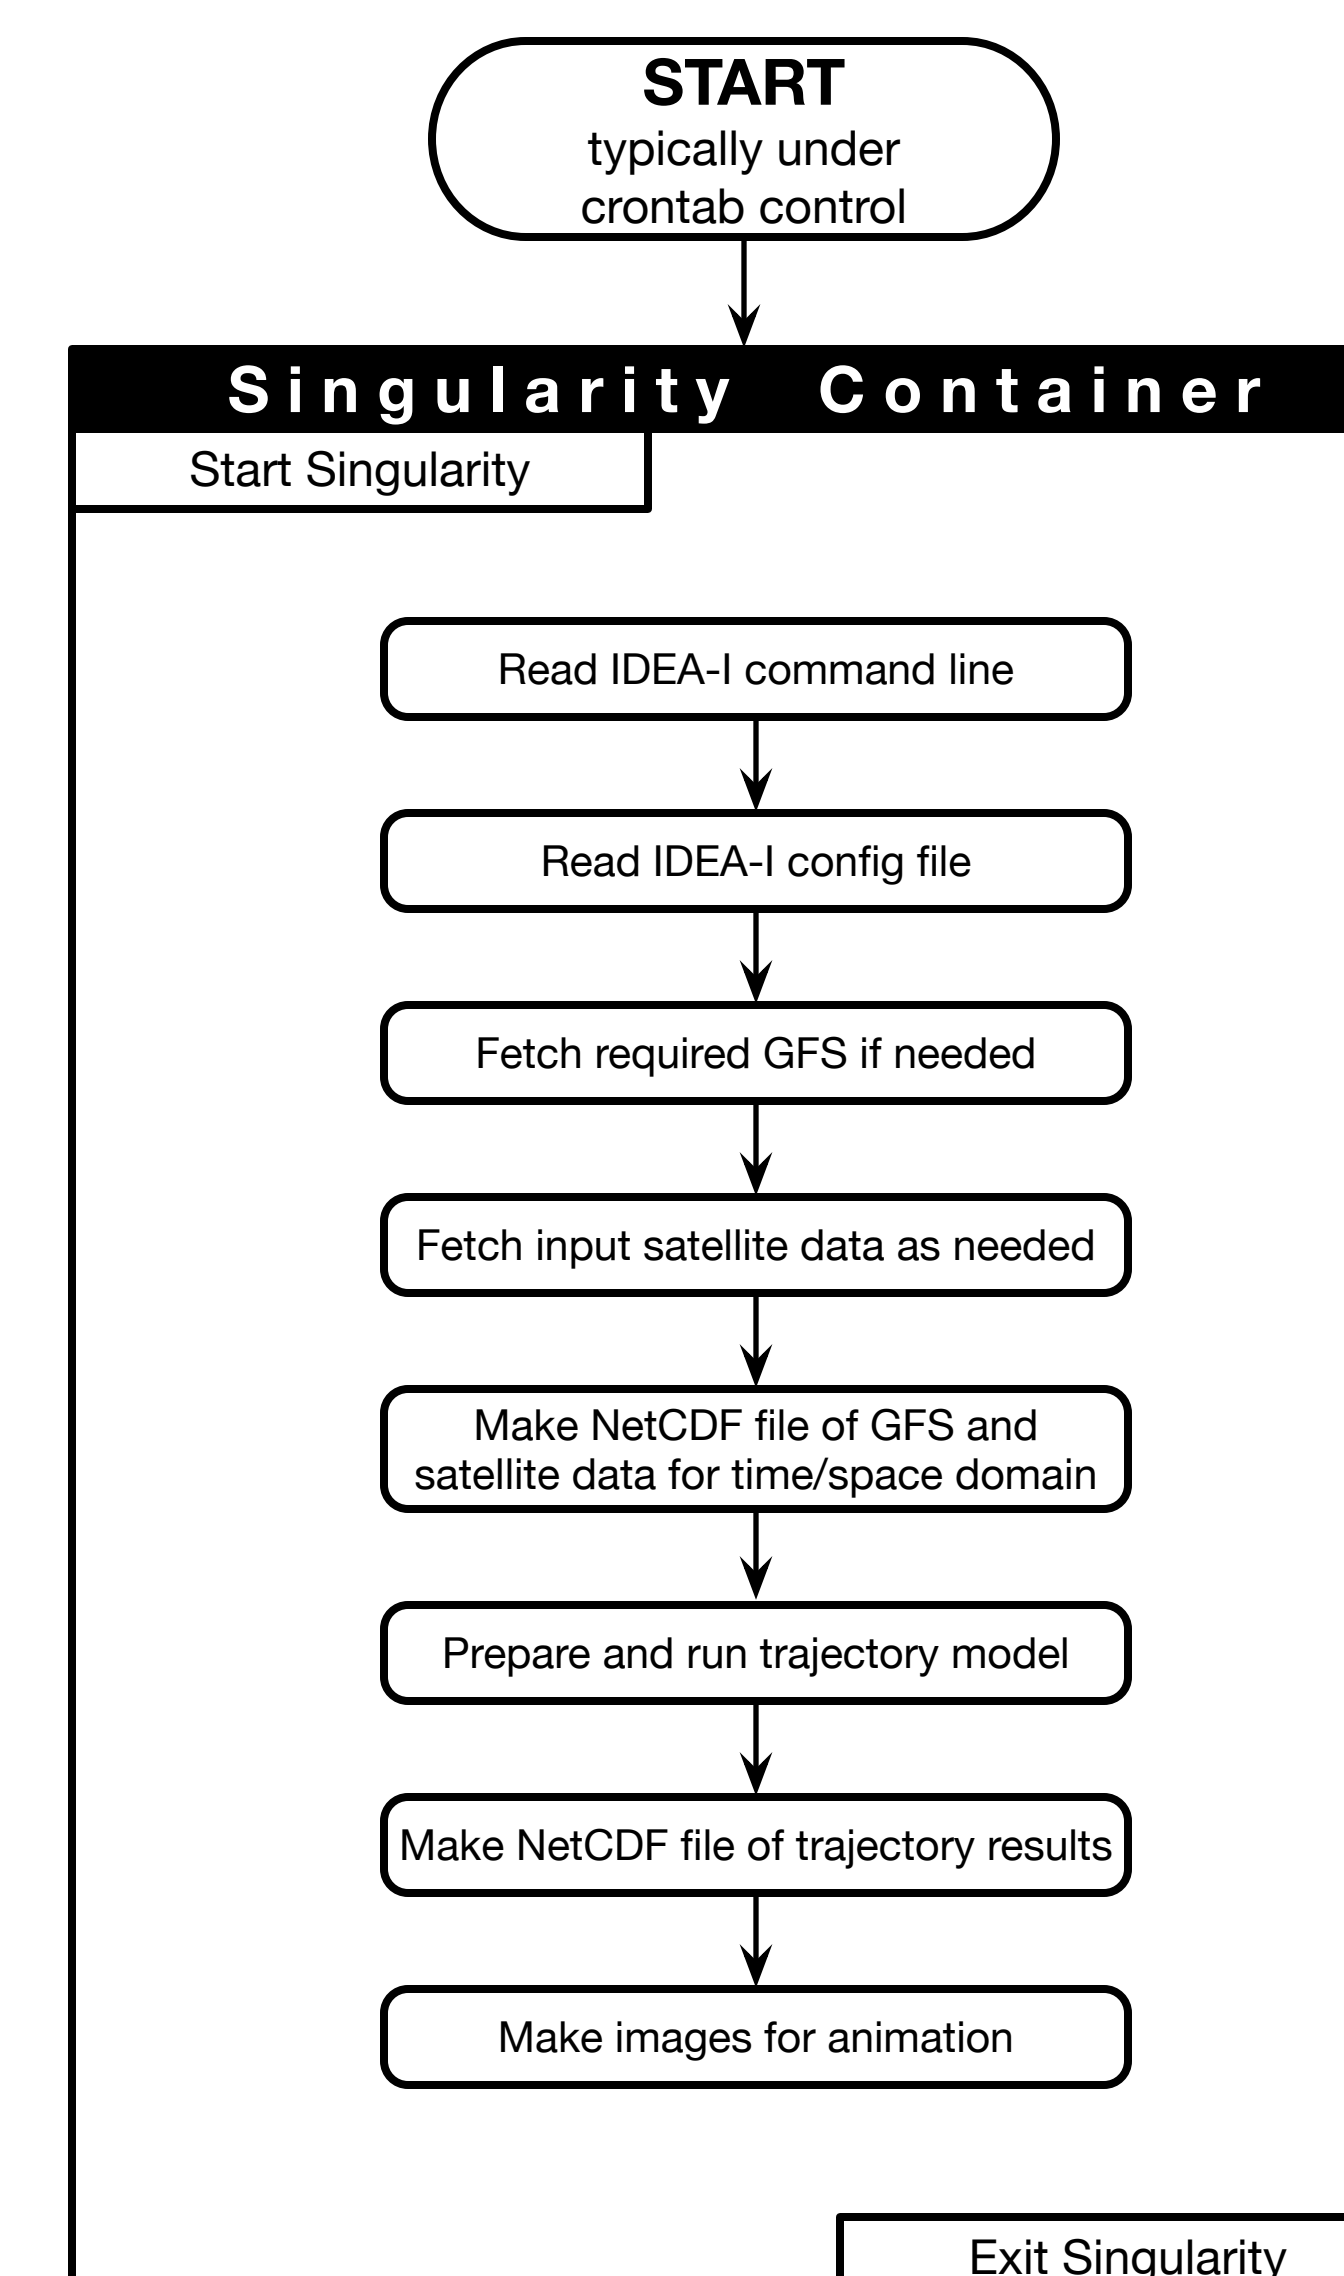 START
typically under
crontab control
Singularity Container
Start Singularity
Read IDEA-I command line
Read IDEA-I config file
Fetch required GFS if needed
Fetch input satellite data as needed
Make NetCDF file of GFS and
satellite data for time/space domain
Prepare and run trajectory model
Make NetCDF file of trajectory results
Make images for animation
Exit Singularity